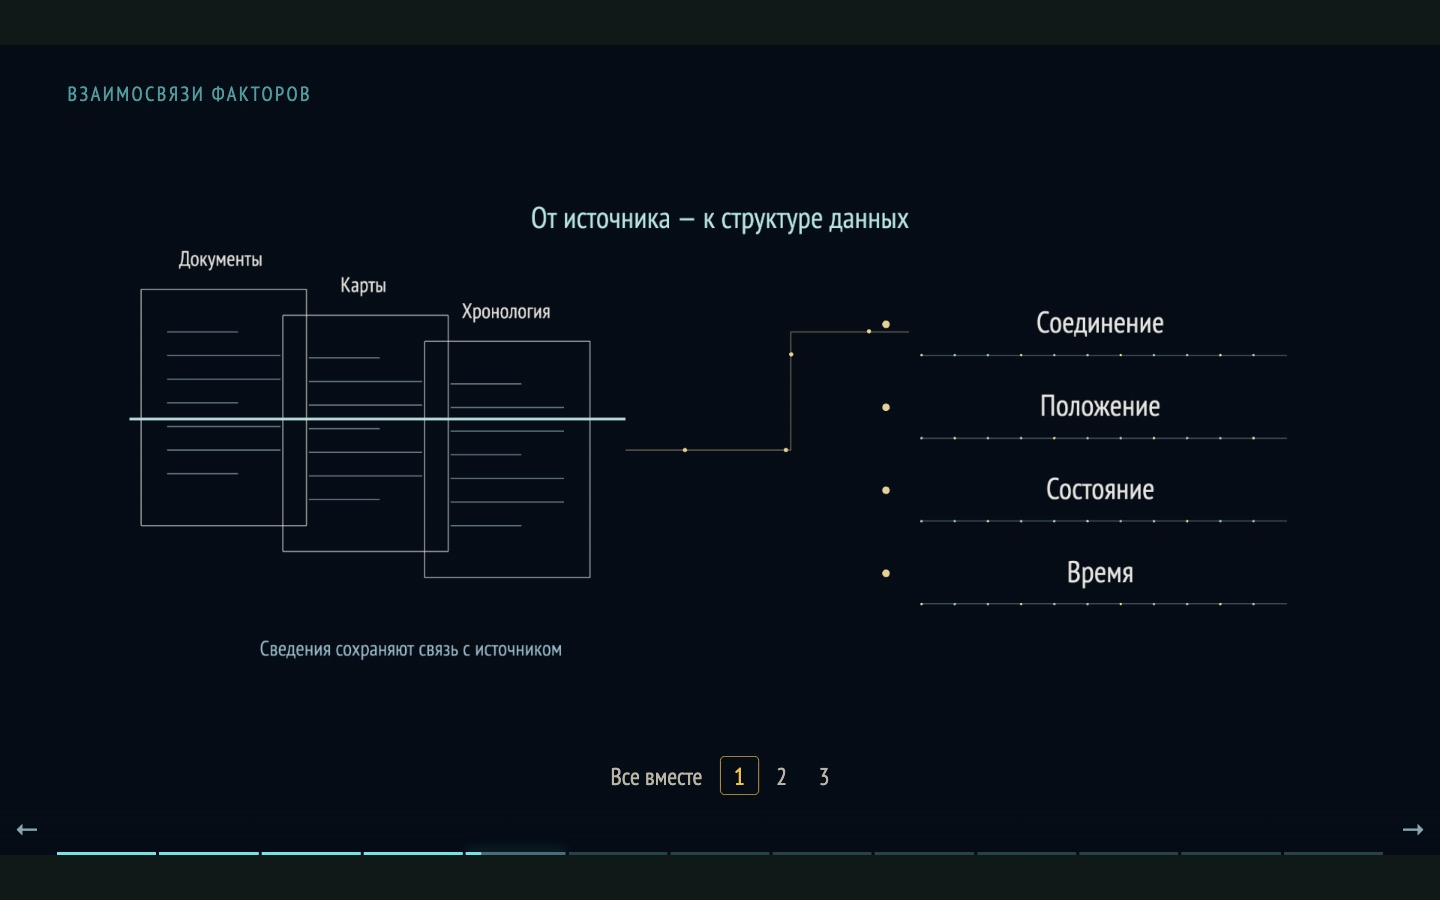 ВЗАИМОСВЯЗИ ФАКТОРОВ
От источника — к структуре данных
Документы
Карты
Хронология
Соединение
Положение
Состояние
Время
Сведения сохраняют связь с источником
Все вместе 1 2 3
← →